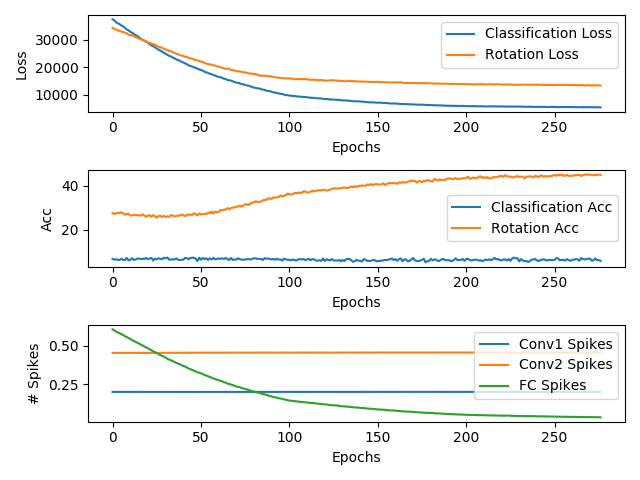 Classification Loss
Rotation Loss
30000
20000
10000
Loss
0 50 100 150 200 250
Epochs
Classification Acc
Rotation Acc
40
20
Acc
0 50 100 150 200 250
Epochs
Conv1 Spikes
Conv2 Spikes
FC Spikes
0.50
0.25
# Spikes
0 50 100 150 200 250
Epochs